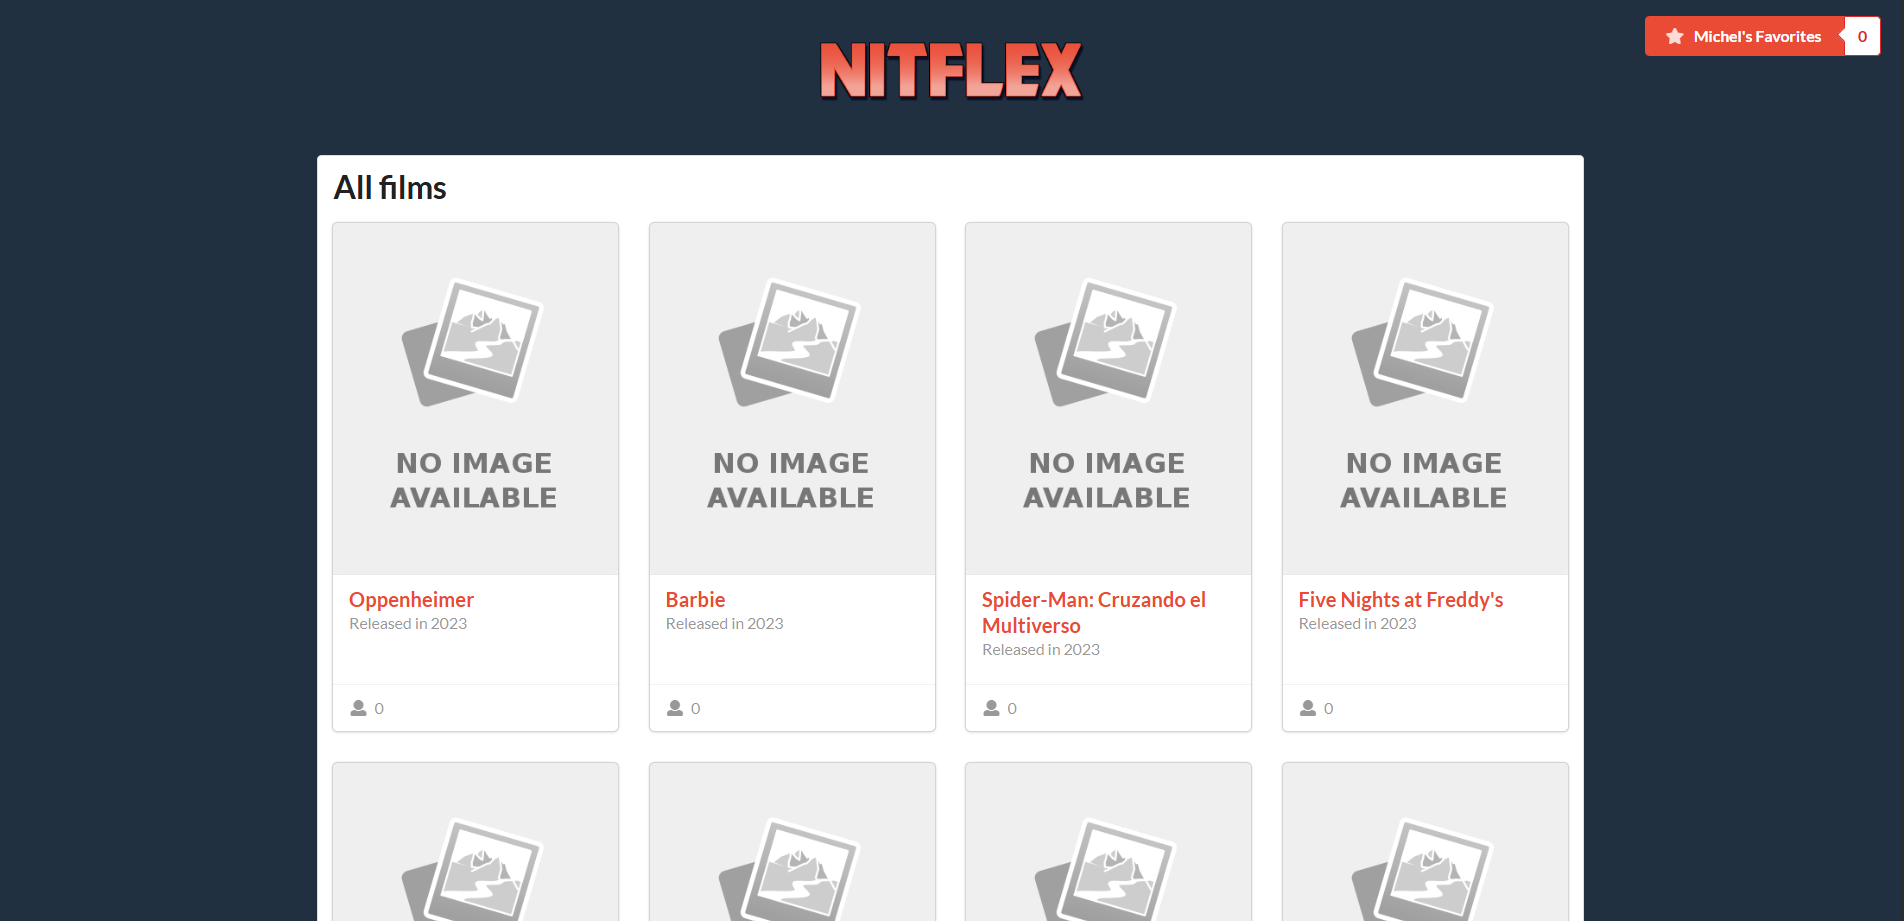 NITFLEX
Michel's Favorites 0
All films
NO IMAGE
AVAILABLE
NO IMAGE
AVAILABLE
NO IMAGE
AVAILABLE
NO IMAGE
AVAILABLE
Oppenheimer
Released in 2023
0
Barbie
Released in 2023
0
Spider-Man: Cruzando el
Multiverso
Released in 2023
0
Five Nights at Freddy's
Released in 2023
0